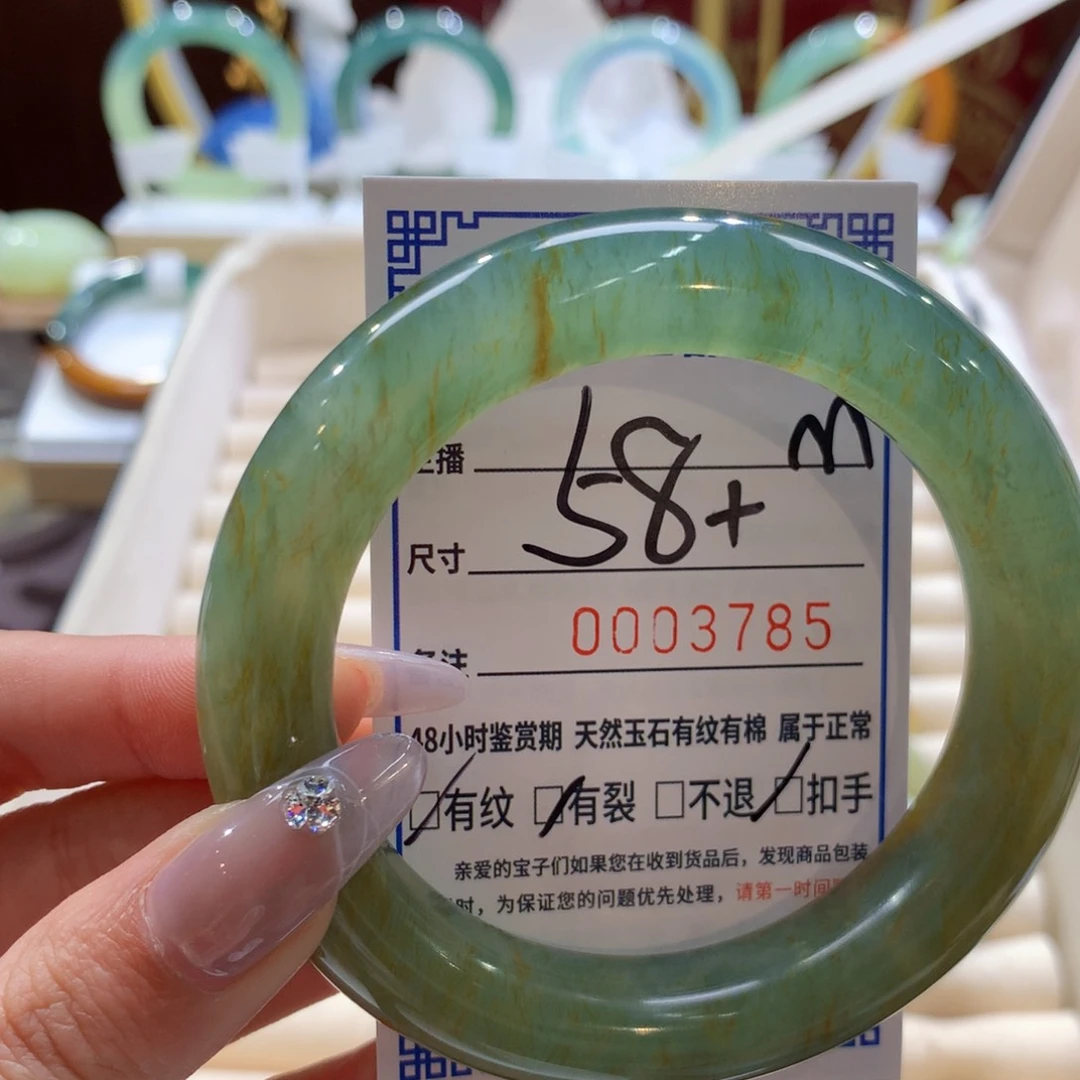 主播 m
尺寸 58+
0003785
备注
48小时鉴赏期 天然玉石有纹有棉 属于正常
□有纹 □有裂 □不退 □扣手
亲爱的宝子们如果您在收到货品后，发现商品包装
时，为保证您的问题优先处理，请第一时间